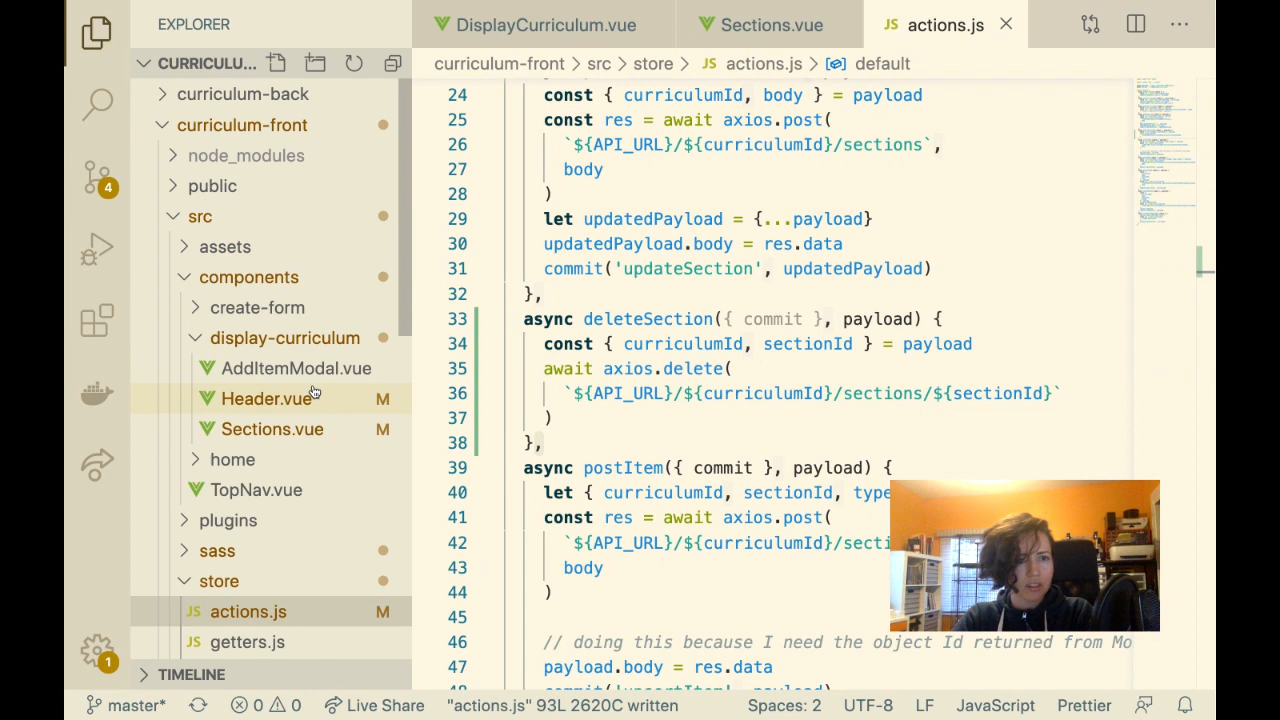 EXPLORER
DisplayCurriculum.vue
Sections.vue
JS actions.js
CURRICULU...
curriculum-front > src > store > JS actions.js > default
curriculum-back
curriculum-front
node_modules
public
src
assets
components
create-form
display-curriculum
AddItemModal.vue
Header.vue M
Sections.vue M
home
TopNav.vue
plugins
sass
store
JS actions.js M
JS getters.js
TIMELINE
4
1
24 const { curriculumId, body } = payload
25 const res = await axios.post(
26 `${API_URL}/${curriculumId}/sections`,
27 body
28 )
29 let updatedPayload = {...payload}
30 updatedPayload.body = res.data
31 commit('updateSection', updatedPayload)
32 },
33 async deleteSection({ commit }, payload) {
34 const { curriculumId, sectionId } = payload
35 await axios.delete(
36 `${API_URL}/${curriculumId}/sections/${sectionId}`
37 )
38 },
39 async postItem({ commit }, payload) {
40 let { curriculumId, sectionId, type
41 const res = await axios.post(
42 `${API_URL}/${curriculumId}/secti
43 body
44 )
45
46 // doing this because I need the object Id returned from Mo
47 payload.body = res.data
master* 0 0 Live Share "actions.js" 93L 2620C written Spaces: 2 UTF-8 LF JavaScript Prettier